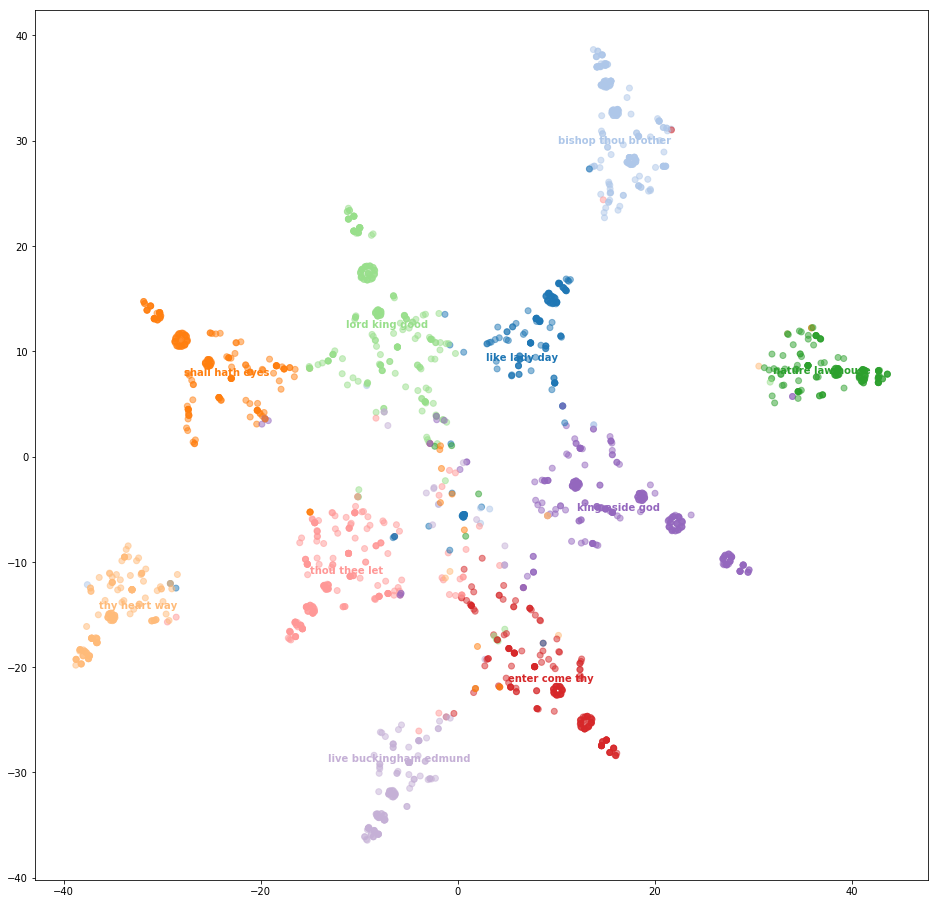 40
30
20
10
0
−10
−20
−30
−40
bishop thou brother
lord king good
like lady day
shall hath eyes
nature law house
king side god
thou thee let
thy heart way
enter come thy
live buckingham edmund
−40
−20
0
20
40